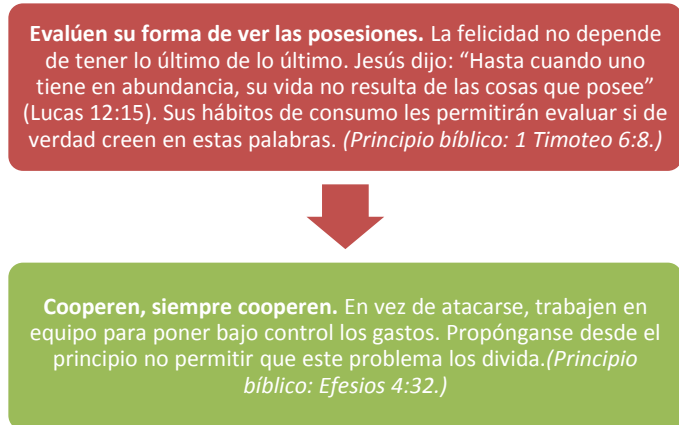 Evalúen su forma de ver las posesiones. La felicidad no depende
de tener lo último de lo último. Jesús dijo: “Hasta cuando uno
tiene en abundancia, su vida no resulta de las cosas que posee”
(Lucas 12:15). Sus hábitos de consumo les permitirán evaluar si de
verdad creen en estas palabras. (Principio bíblico: 1 Timoteo 6:8.)
Cooperen, siempre cooperen. En vez de atacarse, trabajen en
equipo para poner bajo control los gastos. Propónganse desde el
principio no permitir que este problema los divida.(Principio
bíblico: Efesios 4:32.)